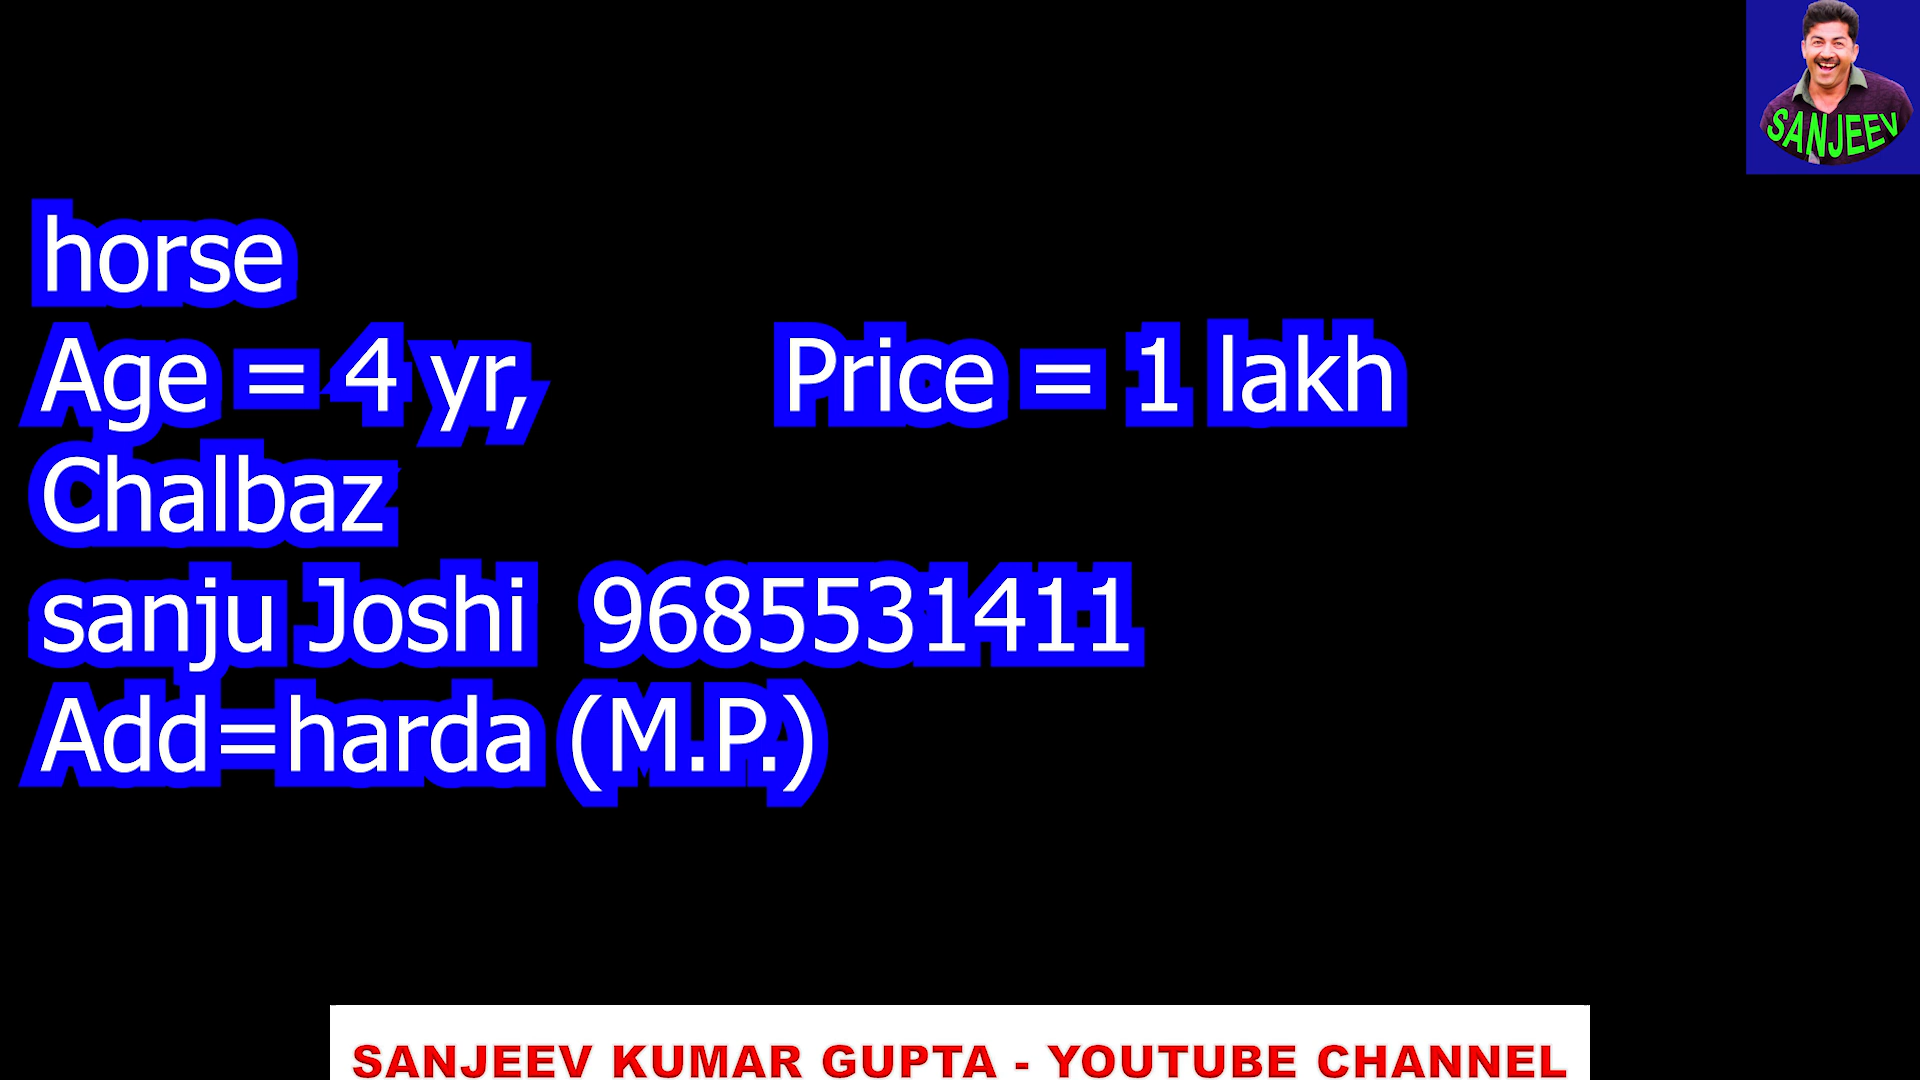 SANJEEV
horse
Age = 4 yr, Price = 1 lakh
Chalbaz
sanju Joshi 9685531411
Add=harda (M.P.)
SANJEEV KUMAR GUPTA - YOUTUBE CHANNEL